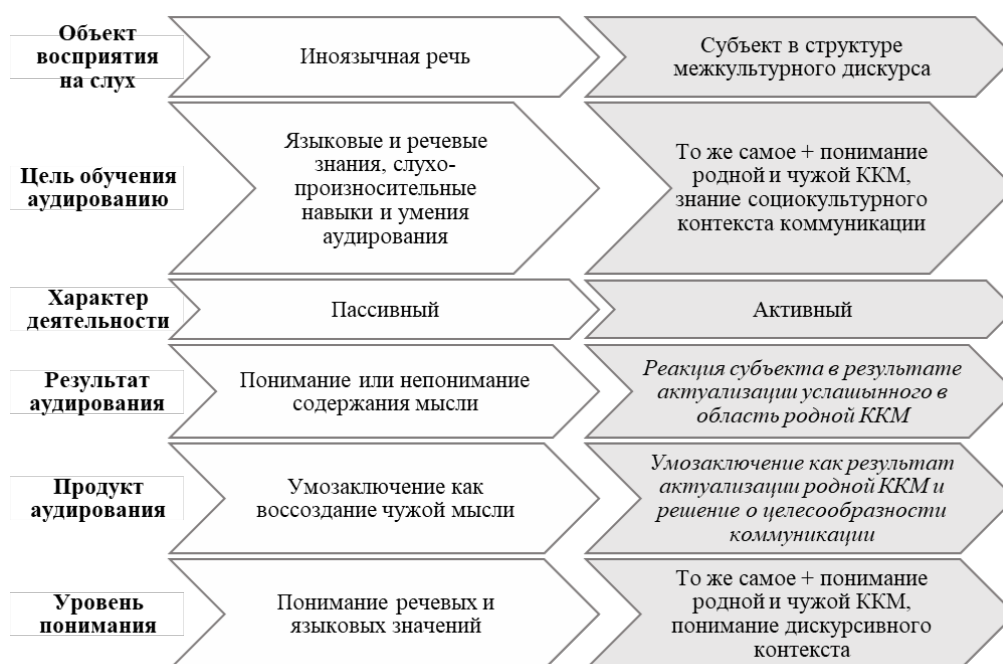 Объект
восприятия
на слух
Иноязычная речь
Субъект в структуре
межкультурного дискурса
Цель обучения
аудированию
Языковые и речевые
знания, слухо-
произносительные
навыки и умения
аудирования
То же самое + понимание
родной и чужой ККМ,
знание социокультурного
контекста коммуникации
Характер
деятельности
Пассивный
Активный
Результат
аудирования
Понимание или непонимание
содержания мысли
Реакция субъекта в результате
актуализации услашынного в
область родной ККМ
Продукт
аудирования
Умозаключение как
воссоздание чужой мысли
Умозаключение как результат
актуализации родной ККМ и
решение о целесообразности
коммуникации
Уровень
понимания
Понимание речевых и
языковых значений
То же самое + понимание
родной и чужой ККМ,
понимание дискурсивного
контекста